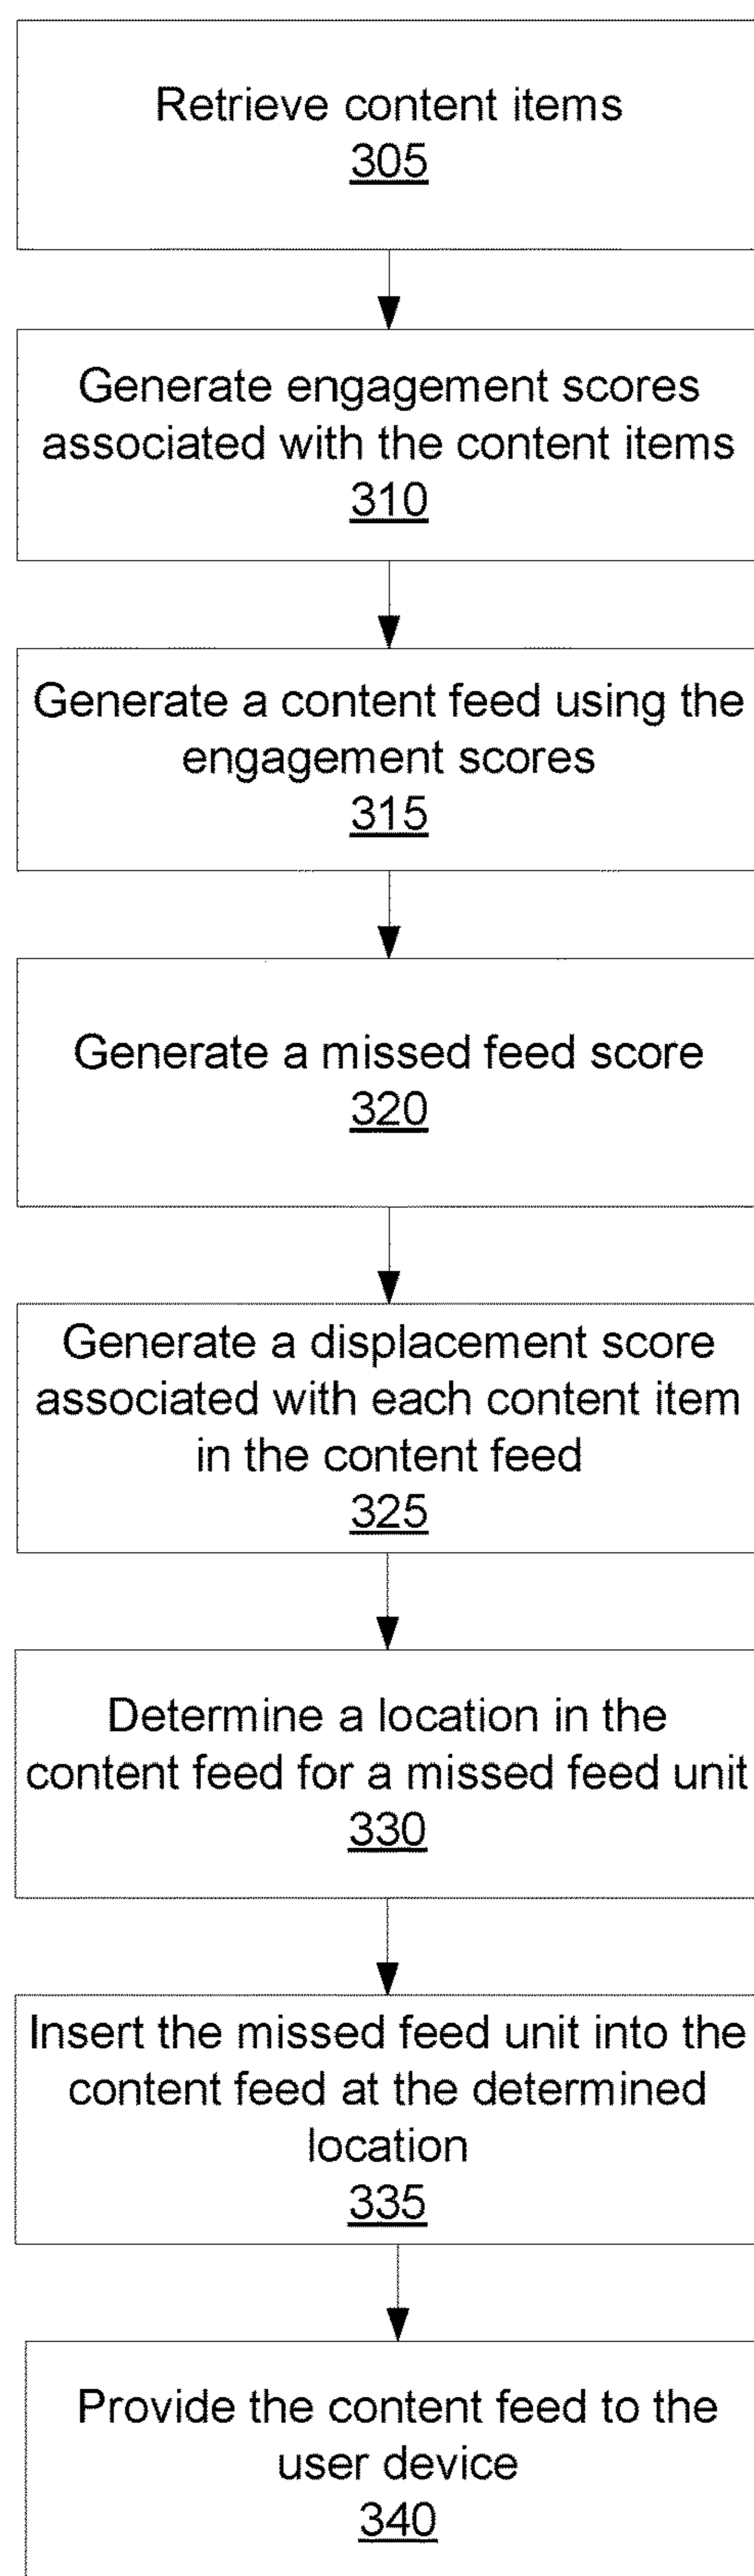 Retrieve content items
305
Generate engagement scores
associated with the content items
310
Generate a content feed using the
engagement scores
315
Generate a missed feed score
320
Generate a displacement score
associated with each content item
in the content feed
325
Determine a location in the
content feed for a missed feed unit
330
Insert the missed feed unit into the
content feed at the determined
location
335
Provide the content feed to the
user device
340